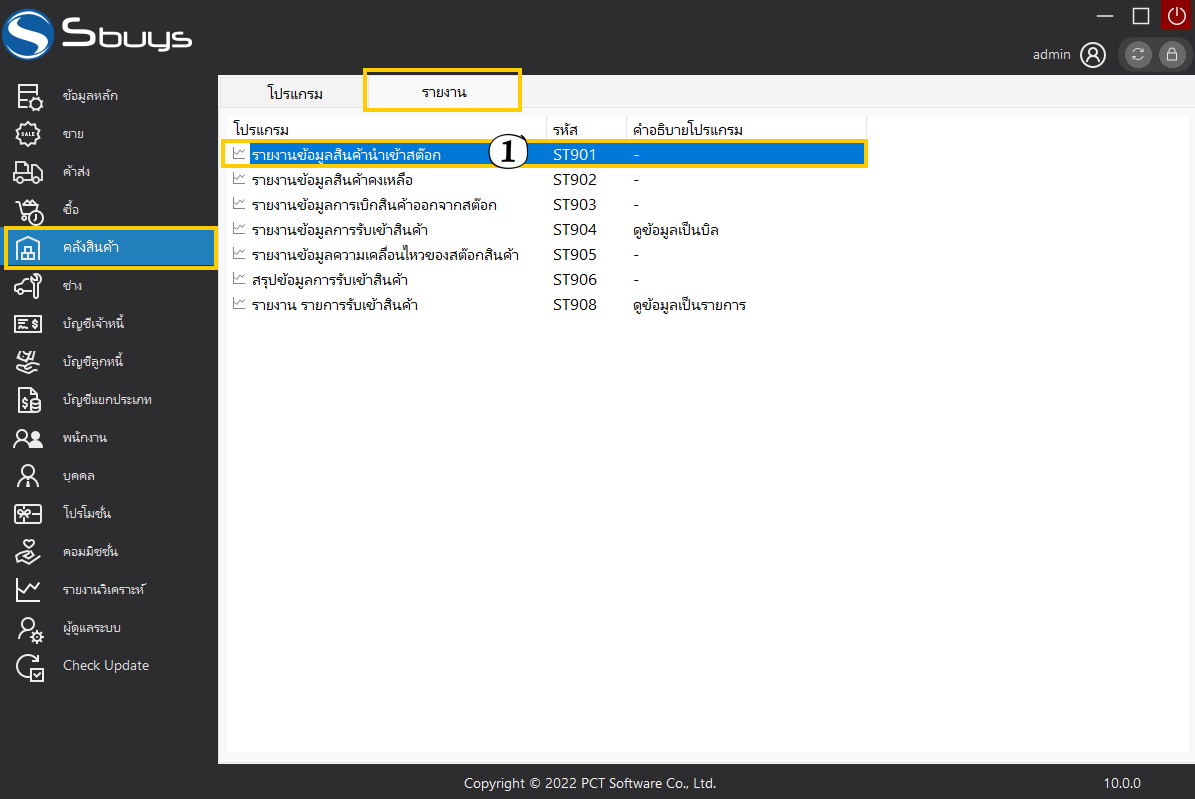 Sbuys
admin
ข้อมูลหลัก
ขาย
ค้าส่ง
ซื้อ
คลังสินค้า
ช่าง
บัญชีเจ้าหนี้
บัญชีลูกหนี้
บัญชีแยกประเภท
พนักงาน
บุคคล
โปรโมชั่น
คอมมิชชั่น
รายงานวิเคราะห์
ผู้ดูแลระบบ
Check Update
โปรแกรม รายงาน
โปรแกรม รหัส คำอธิบายโปรแกรม
รายงานข้อมูลสินค้านำเข้าสต๊อก 1 ST901 -
รายงานข้อมูลสินค้าคงเหลือ ST902 -
รายงานข้อมูลการเบิกสินค้าออกจากสต๊อก ST903 -
รายงานข้อมูลการรับเข้าสินค้า ST904 ดูข้อมูลเป็นบิล
รายงานข้อมูลความเคลื่อนไหวของสต๊อกสินค้า ST905 -
สรุปข้อมูลการรับเข้าสินค้า ST906 -
รายงาน รายการรับเข้าสินค้า ST908 ดูข้อมูลเป็นรายการ
Copyright © 2022 PCT Software Co., Ltd. 10.0.0